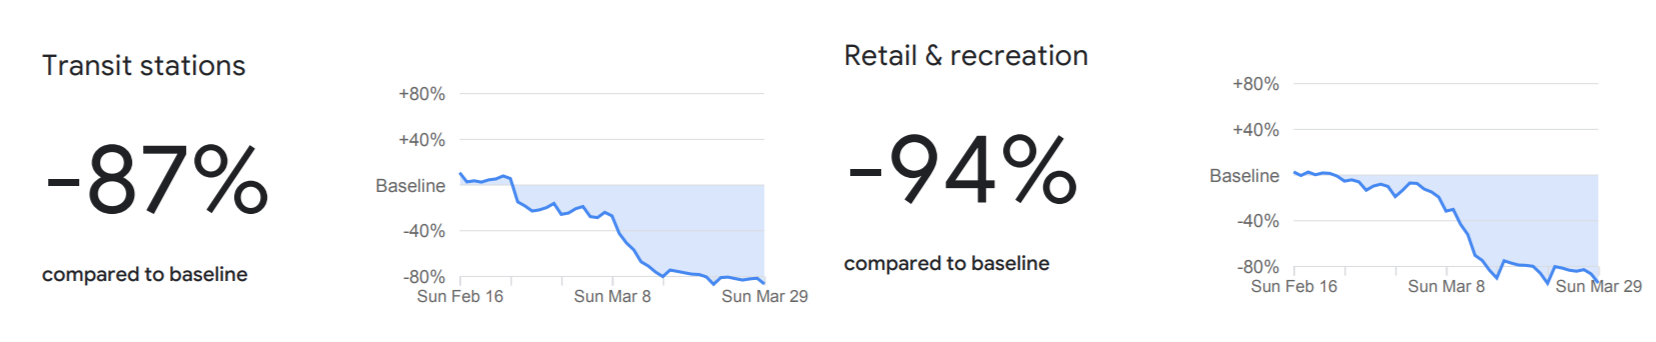 Transit stations
-87%
compared to baseline
+80%
+40%
Baseline
-40%
-80%
Sun Feb 16
Sun Mar 8
Sun Mar 29
Retail & recreation
-94%
compared to baseline
+80%
+40%
Baseline
-40%
-80%
Sun Feb 16
Sun Mar 8
Sun Mar 29